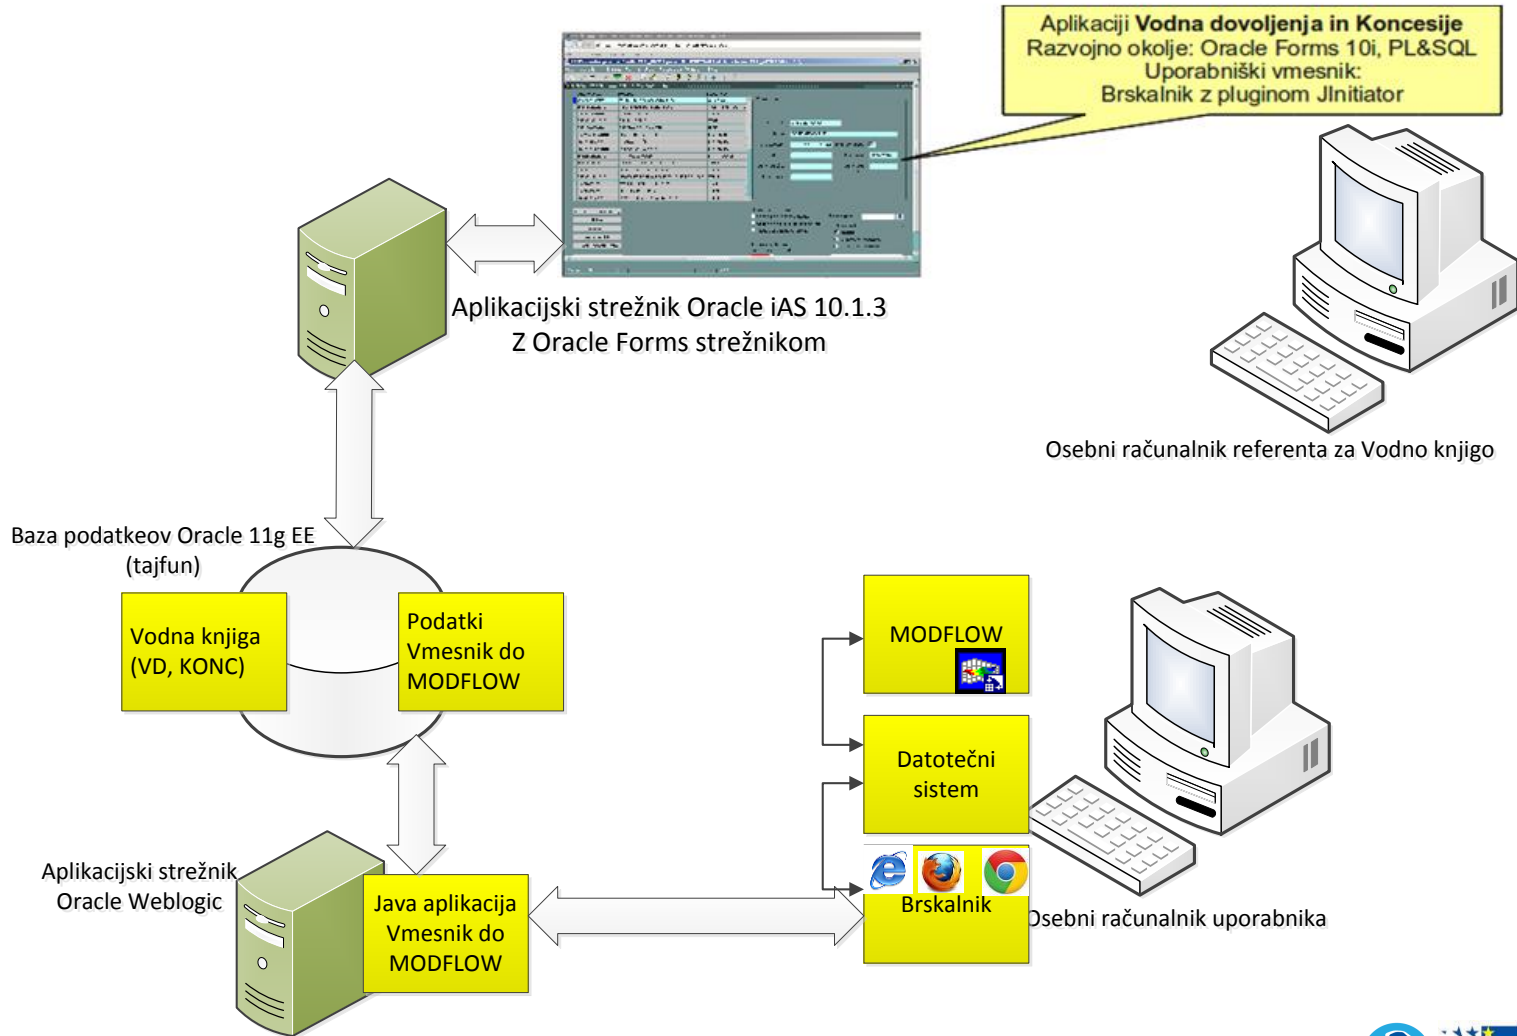 Aplikaciji Vodna dovoljenja in Koncesije
Razvojno okolje: Oracle Forms 10i, PL&SQL
Uporabniški vmesnik:
Brskalnik z pluginom JInitiator
Aplikacijski strežnik Oracle iAS 10.1.3
Z Oracle Forms strežnikom
Osebni računalnik referenta za Vodno knjigo
Baza podatkeov Oracle 11g EE
(tajfun)
Vodna knjiga
(VD, KONC)
Podatki
Vmesnik do
MODFLOW
MODFLOW
Datotečni
sistem
Brskalnik
Osebni računalnik uporabnika
Aplikacijski strežnik
Oracle Weblogic
Java aplikacija
Vmesnik do
MODFLOW